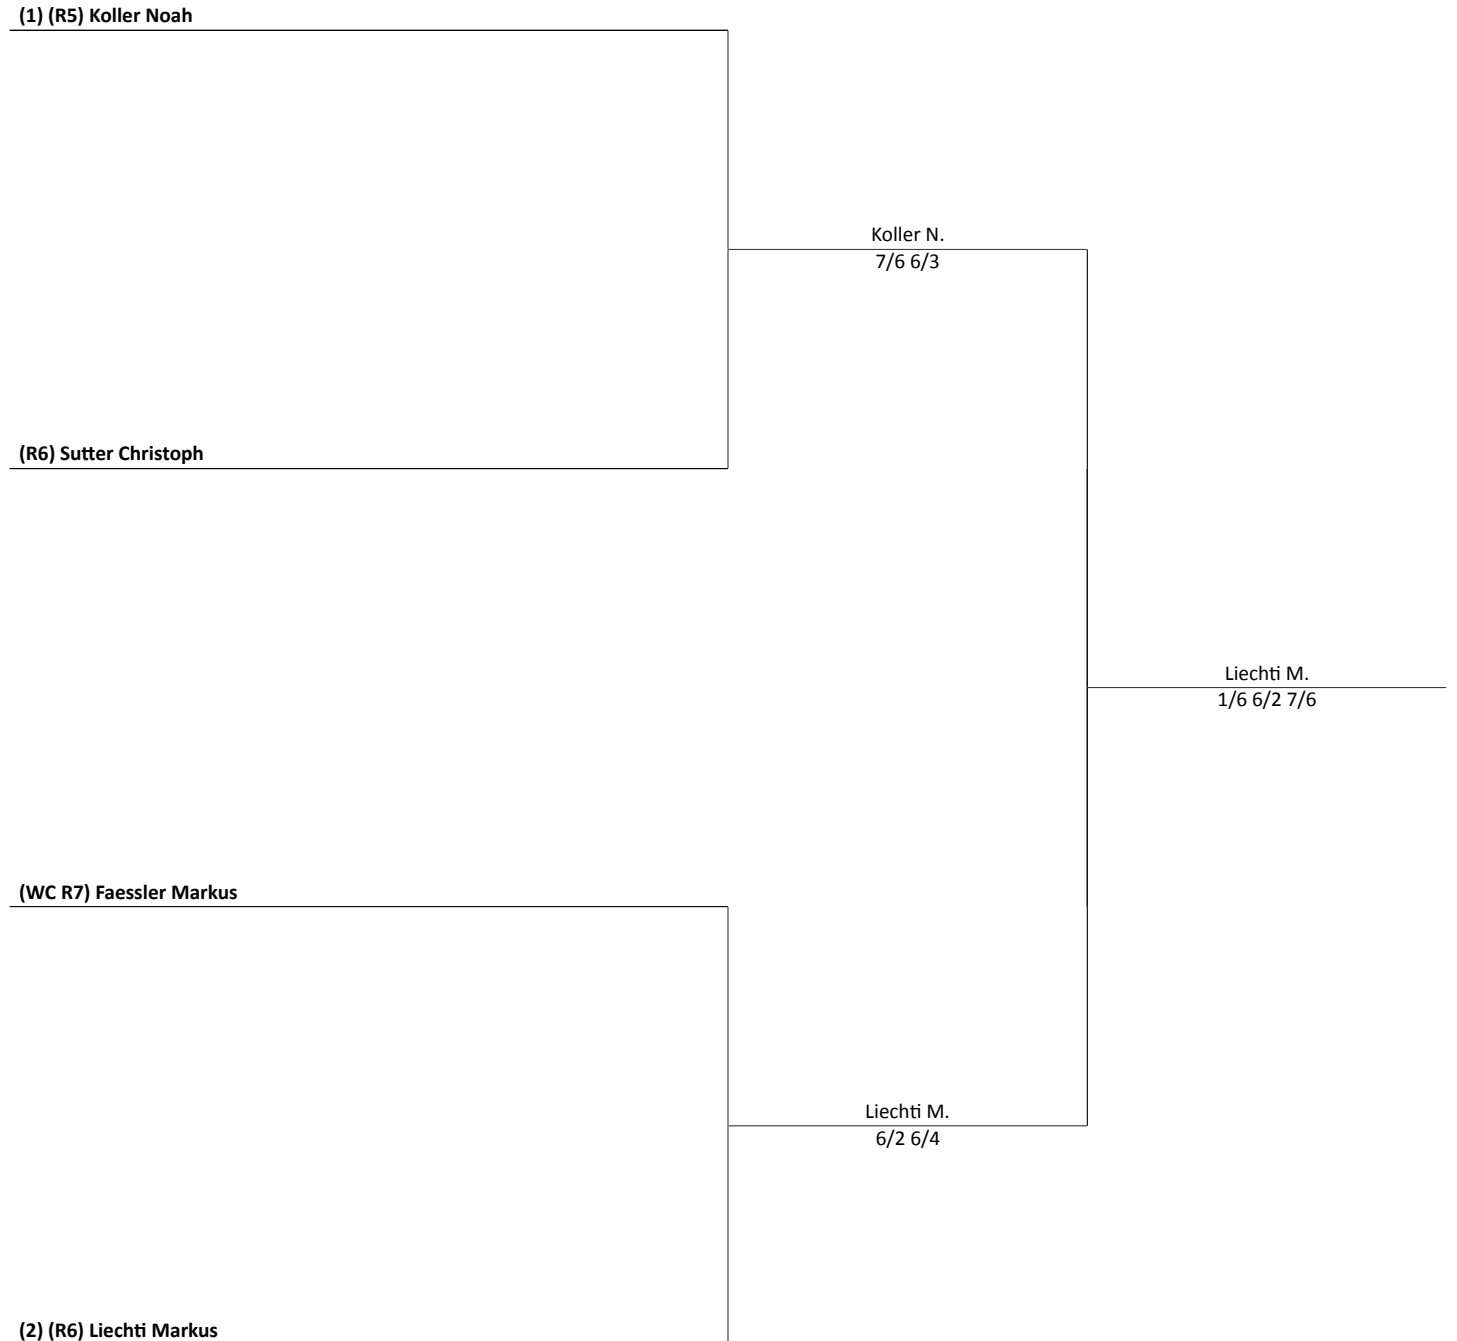 (1) (R5) Koller Noah
Koller N.
7/6 6/3
(R6) Sutter Christoph
Liechti M.
1/6 6/2 7/6
(WC R7) Faessler Markus
Liechti M.
6/2 6/4
(2) (R6) Liechti Markus